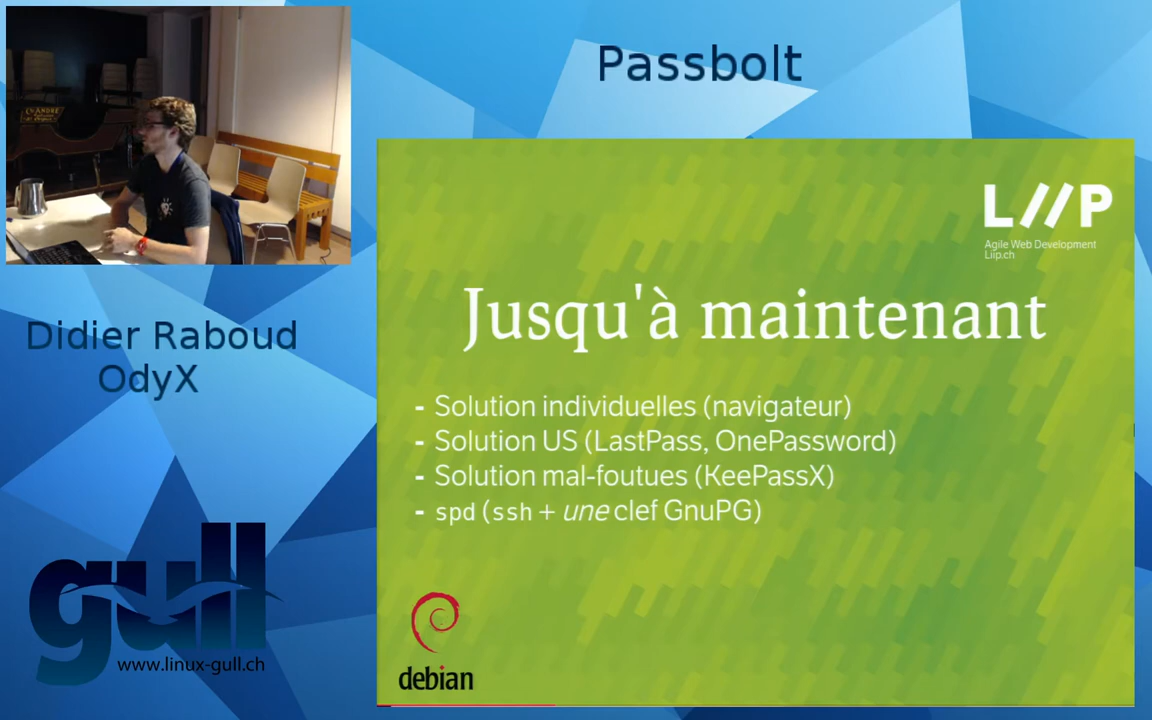 Passbolt
LIIP
Agile Web Development
Liip.ch
Jusqu'à maintenant
- Solution individuelles (navigateur)
- Solution US (LastPass, OnePassword)
- Solution mal-foutues (KeePassX)
- spd (ssh + une clef GnuPG)
debian
Didier Raboud
OdyX
gull
www.linux-gull.ch